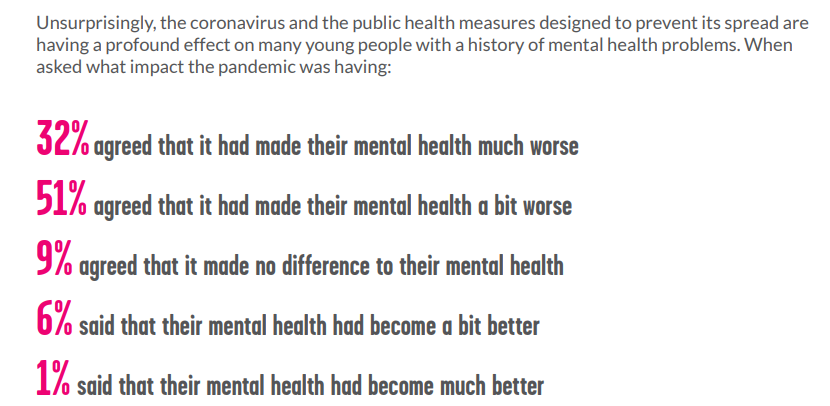 Unsurprisingly, the coronavirus and the public health measures designed to prevent its spread are
having a profound effect on many young people with a history of mental health problems. When
asked what impact the pandemic was having:
32% agreed that it had made their mental health much worse
51% agreed that it had made their mental health a bit worse
9% agreed that it made no difference to their mental health
6% said that their mental health had become a bit better
1% said that their mental health had become much better